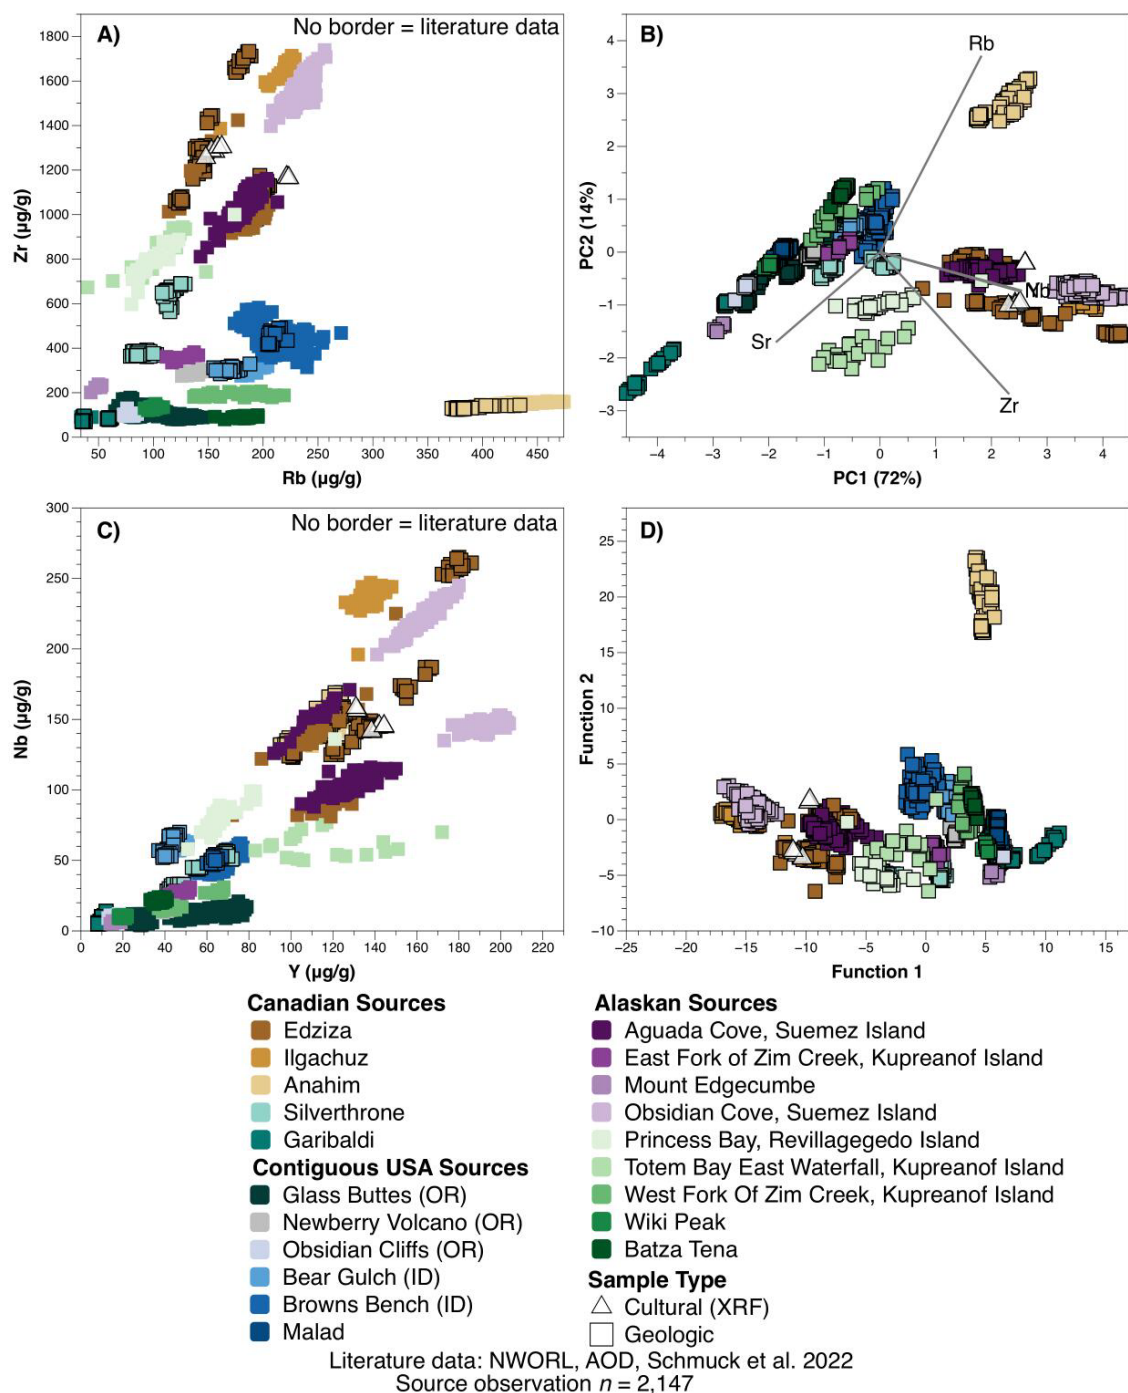 A)
No border = literature data
1800
1600
1400
1200
1000
800
600
400
200
0
Zr (µg/g)
50
100
150
200
250
300
350
400
450
Rb (µg/g)
B)
4
3
2
1
0
−1
−2
−3
PC2 (14%)
Rb
Nb
Sr
Zr
−4
−3
−2
−1
0
1
2
3
4
PC1 (72%)
C)
No border = literature data
300
250
200
150
100
50
0
Nb (µg/g)
0
20
40
60
80
100
120
140
160
180
200
220
Y (µg/g)
D)
25
20
15
10
5
0
−5
−10
Function 2
−25
−20
−15
−10
−5
0
5
10
15
Function 1
Canadian Sources
Edziza
Ilgachuz
Anahim
Silverthrone
Garibaldi
Contiguous USA Sources
Glass Buttes (OR)
Newberry Volcano (OR)
Obsidian Cliffs (OR)
Bear Gulch (ID)
Browns Bench (ID)
Malad
Alaskan Sources
Aguada Cove, Suemez Island
East Fork of Zim Creek, Kupreanof Island
Mount Edgecumbe
Obsidian Cove, Suemez Island
Princess Bay, Revillagegedo Island
Totem Bay East Waterfall, Kupreanof Island
West Fork Of Zim Creek, Kupreanof Island
Wiki Peak
Batza Tena
Sample Type
Cultural (XRF)
Geologic
Literature data: NWORL, AOD, Schmuck et al. 2022
Source observation n = 2,147